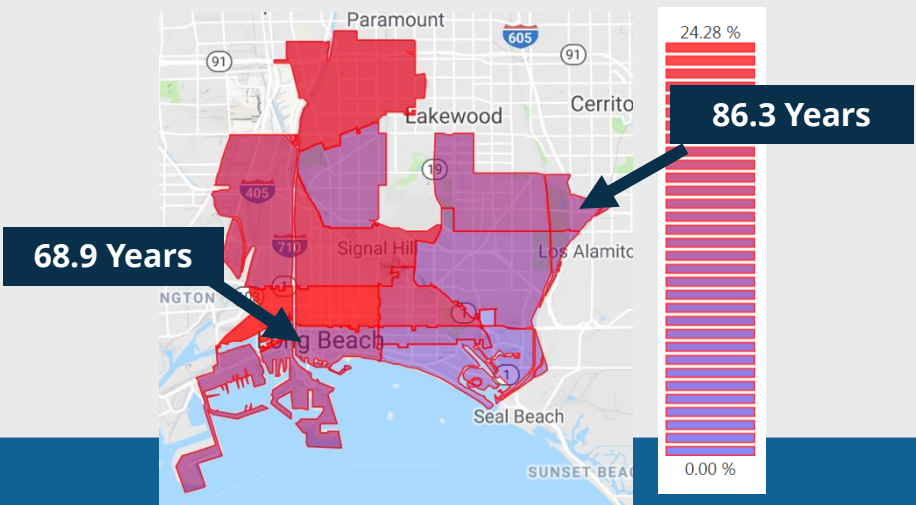 Paramount
605
91
91
24.28 %
Lakewood
Cerrito
86.3 Years
19
405
710
Signal Hill
Los Alamito
68.9 Years
NGTON
1
1
Long Beach
1
Seal Beach
SUNSET BEAC
0.00 %